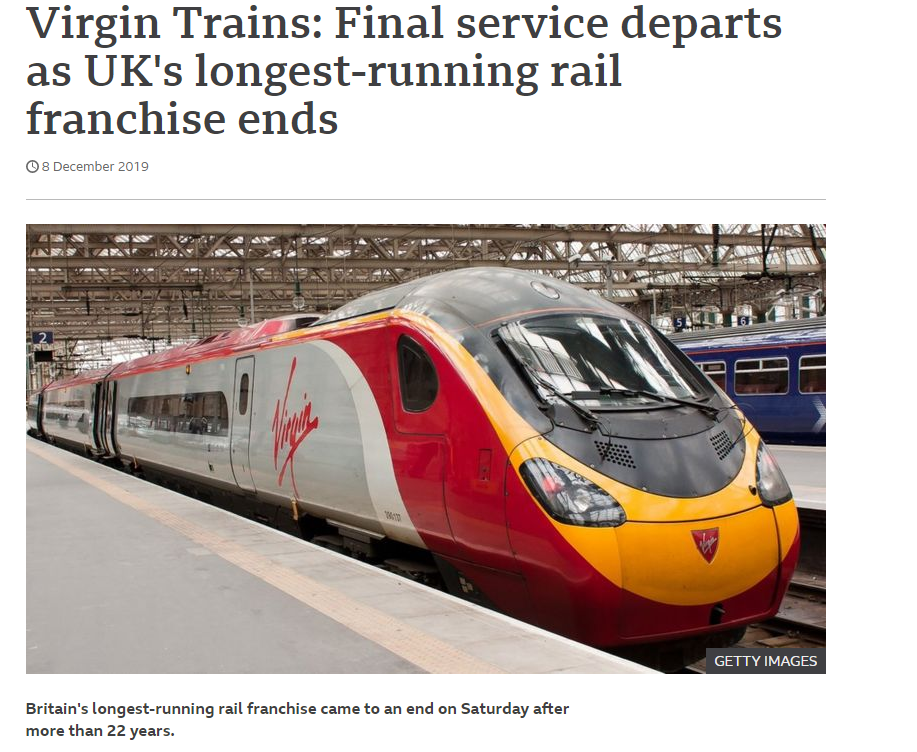 Virgin Trains: Final service departs
as UK's longest-running rail
franchise ends
8 December 2019
2
5
6
Virgin
Virgin
GETTY IMAGES
Britain's longest-running rail franchise came to an end on Saturday after
more than 22 years.